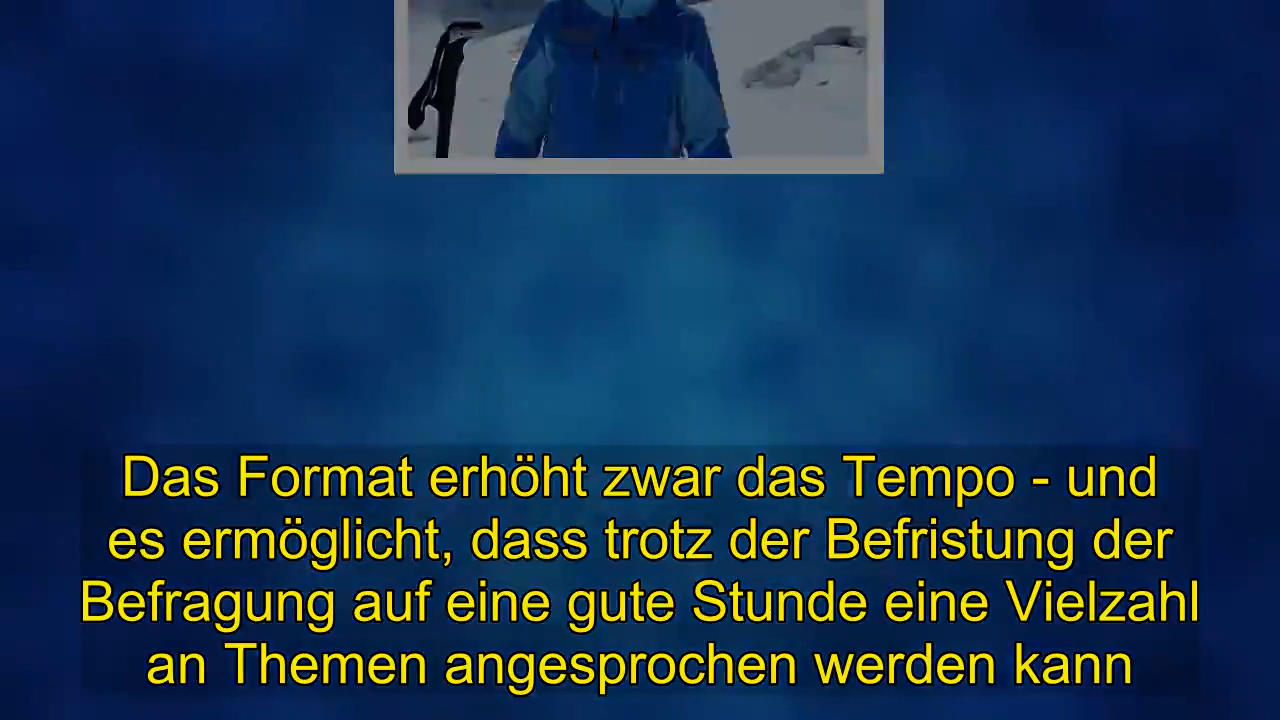 Das Format erhöht zwar das Tempo - und
es ermöglicht, dass trotz der Befristung der
Befragung auf eine gute Stunde eine Vielzahl
an Themen angesprochen werden kann